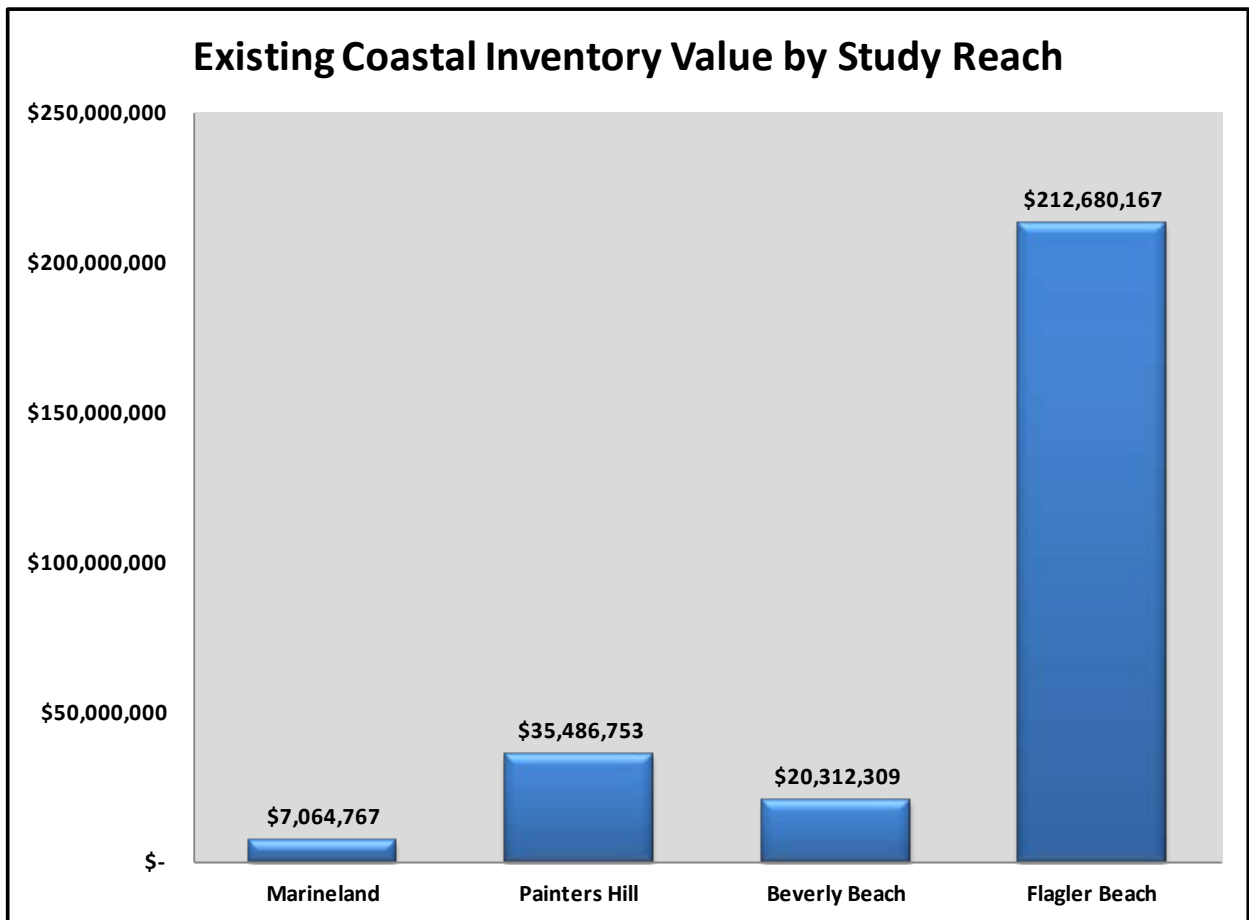 Existing Coastal Inventory Value by Study Reach
$250,000,000
$200,000,000
$150,000,000
$100,000,000
$50,000,000
$-
$7,064,767
$35,486,753
$20,312,309
$212,680,167
Marineland
Painters Hill
Beverly Beach
Flagler Beach